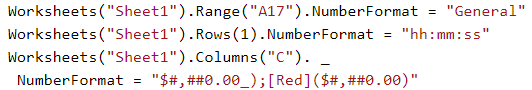 Worksheets("Sheet1").Range("A17").NumberFormat = "General"
Worksheets("Sheet1").Rows(1).NumberFormat = "hh:mm:ss"
Worksheets("Sheet1").Columns("C"). _
 NumberFormat = "$#,##0.00_);[Red]($#,##0.00)"